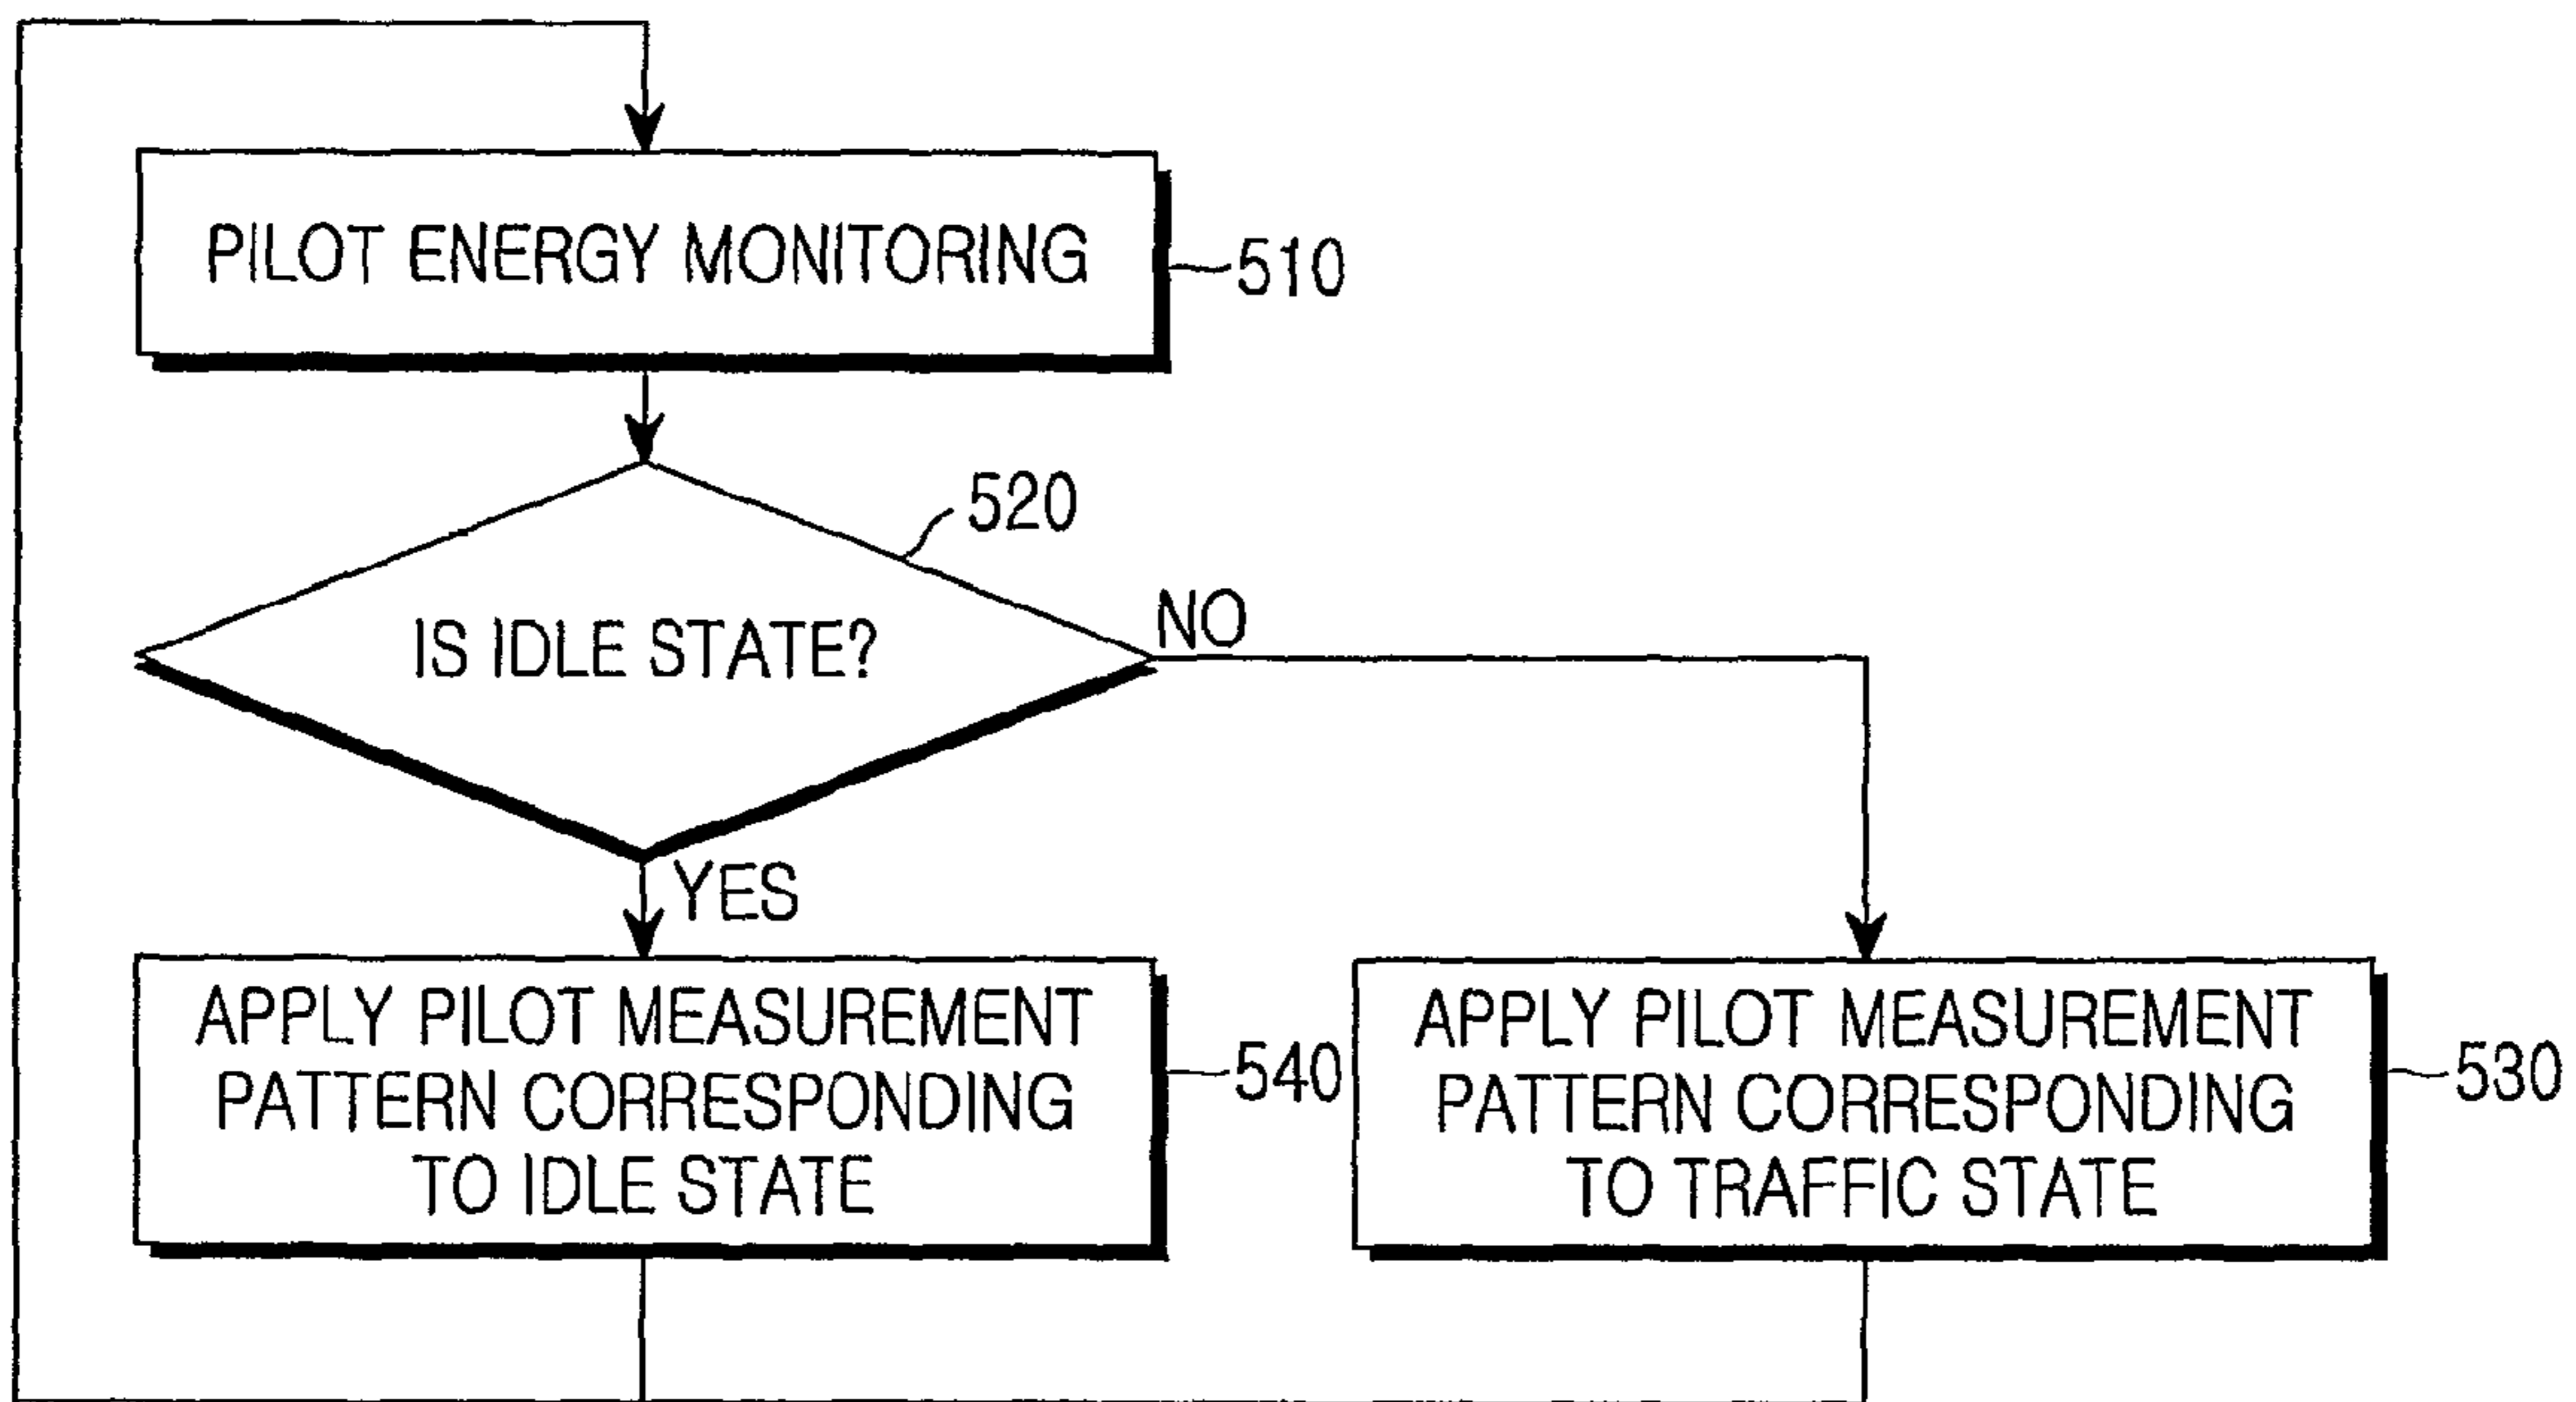 PILOT ENERGY MONITORING
510
520
IS IDLE STATE?
NO
YES
APPLY PILOT MEASUREMENT
PATTERN CORRESPONDING
TO IDLE STATE
540
APPLY PILOT MEASUREMENT
PATTERN CORRESPONDING
TO TRAFFIC STATE
530